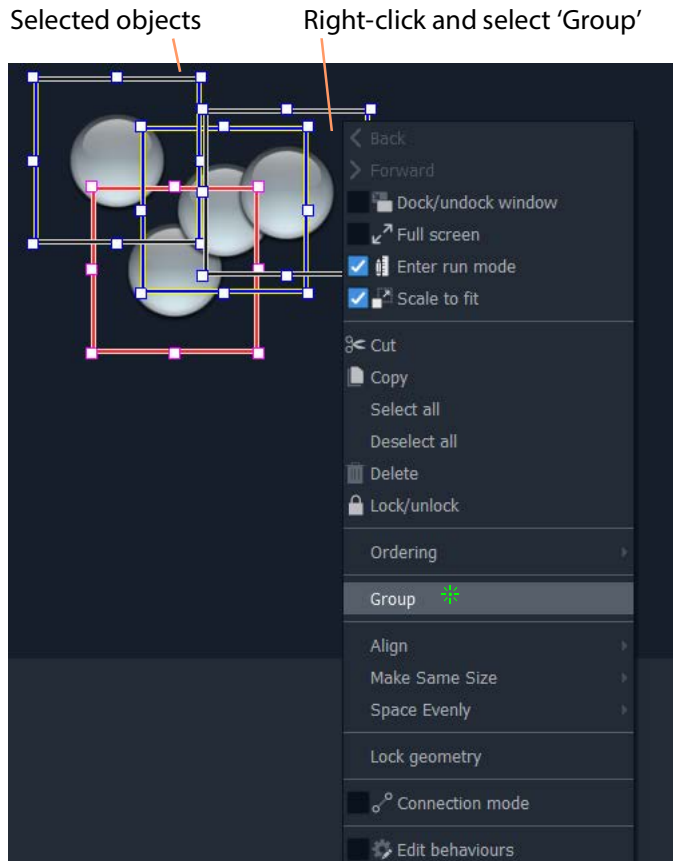 Selected objects
Right-click and select ‘Group’
Back
Forward
Dock/undock window
Full screen
Enter run mode
Scale to fit
Cut
Copy
Select all
Deselect all
Delete
Lock/unlock
Ordering
Group
Align
Make Same Size
Space Evenly
Lock geometry
Connection mode
Edit behaviours